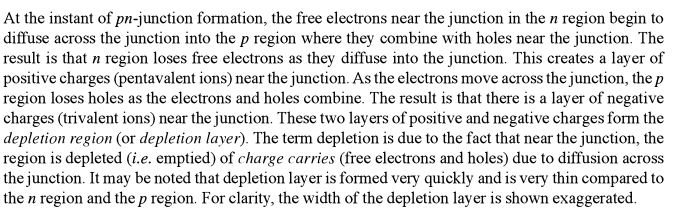 At the instant of pn-junction formation, the free electrons near the junction in the n region begin to
diffuse across the junction into the p region where they combine with holes near the junction. The
result is that n region loses free electrons as they diffuse into the junction. This creates a layer of
positive charges (pentavalent ions) near the junction. As the electrons move across the junction, the p
region loses holes as the electrons and holes combine. The result is that there is a layer of negative
charges (trivalent ions) near the junction. These two layers of positive and negative charges form the
depletion region (or depletion layer). The term depletion is due to the fact that near the junction, the
region is depleted (i.e. emptied) of charge carries (free electrons and holes) due to diffusion across
the junction. It may be noted that depletion layer is formed very quickly and is very thin compared to
the n region and the p region. For clarity, the width of the depletion layer is shown exaggerated.